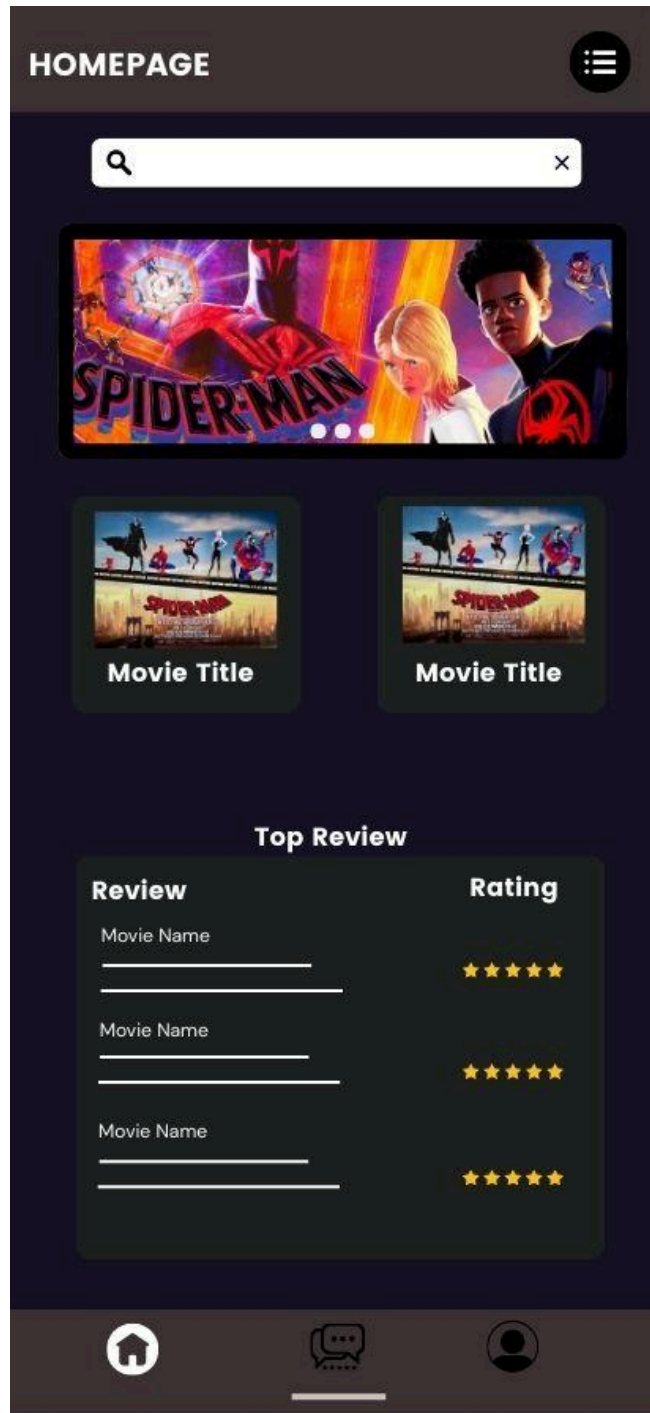 HOMEPAGE
SPIDER-MAN
SPIDER-MAN
SPIDER-MAN
Movie Title Movie Title
Top Review
Review Rating
Movie Name
Movie Name
Movie Name